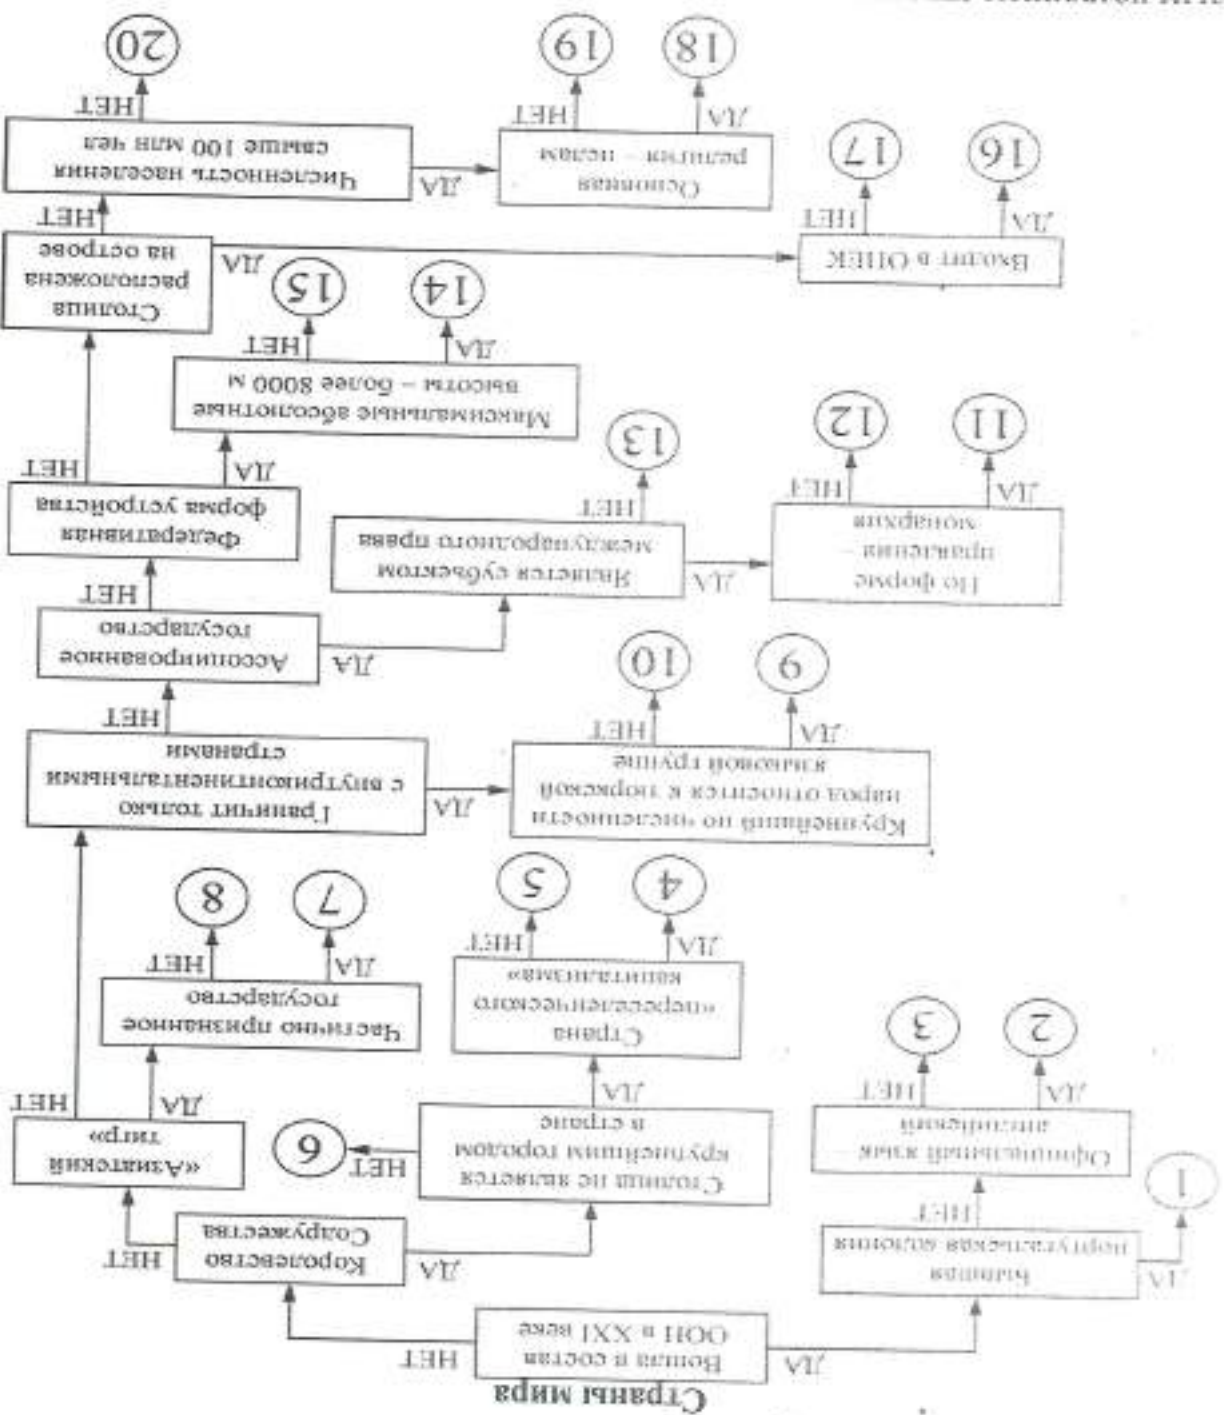 Страны мира
Вошла в состав
ООН в XXI веке
ДА
НЕТ
Бывшая
португальская колония
ДА
НЕТ
1
Официальный язык –
английский
ДА
НЕТ
2
3
Королевство
Содружества
ДА
НЕТ
Столица не является
крупнейшим городом
в стране
НЕТ
6
ДА
Страна
«переселенческого
капитализма»
ДА
НЕТ
4
5
«Азиатский
тигр»
ДА
НЕТ
Частично признанное
государство
ДА
НЕТ
7
8
Граничит только
с внутриконтинентальными
странами
ДА
НЕТ
Крупнейший по численности
народ относится к тюркской
языковой группе
ДА
НЕТ
9
10
Ассоциированное
государство
ДА
НЕТ
Является субъектом
международного права
ДА
НЕТ
13
По форме
правления –
монархия
ДА
НЕТ
11
12
Федеративная
форма устройства
ДА
НЕТ
Максимальные абсолютные
высоты – более 8000 м
ДА
НЕТ
14
15
Столица
расположена
на острове
ДА
НЕТ
Входит в ОПЕК
ДА
НЕТ
16
17
Численность населения
свыше 100 млн чел
ДА
НЕТ
20
Основная
религия – ислам
ДА
НЕТ
18
19